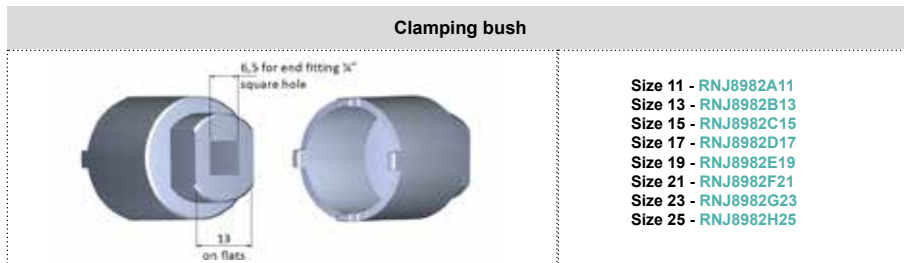 Clamping bush
6,5 for end fitting ¼"
square hole
13
on flats
Size 11 - RNJ8982A11
Size 13 - RNJ8982B13
Size 15 - RNJ8982C15
Size 17 - RNJ8982D17
Size 19 - RNJ8982E19
Size 21 - RNJ8982F21
Size 23 - RNJ8982G23
Size 25 - RNJ8982H25